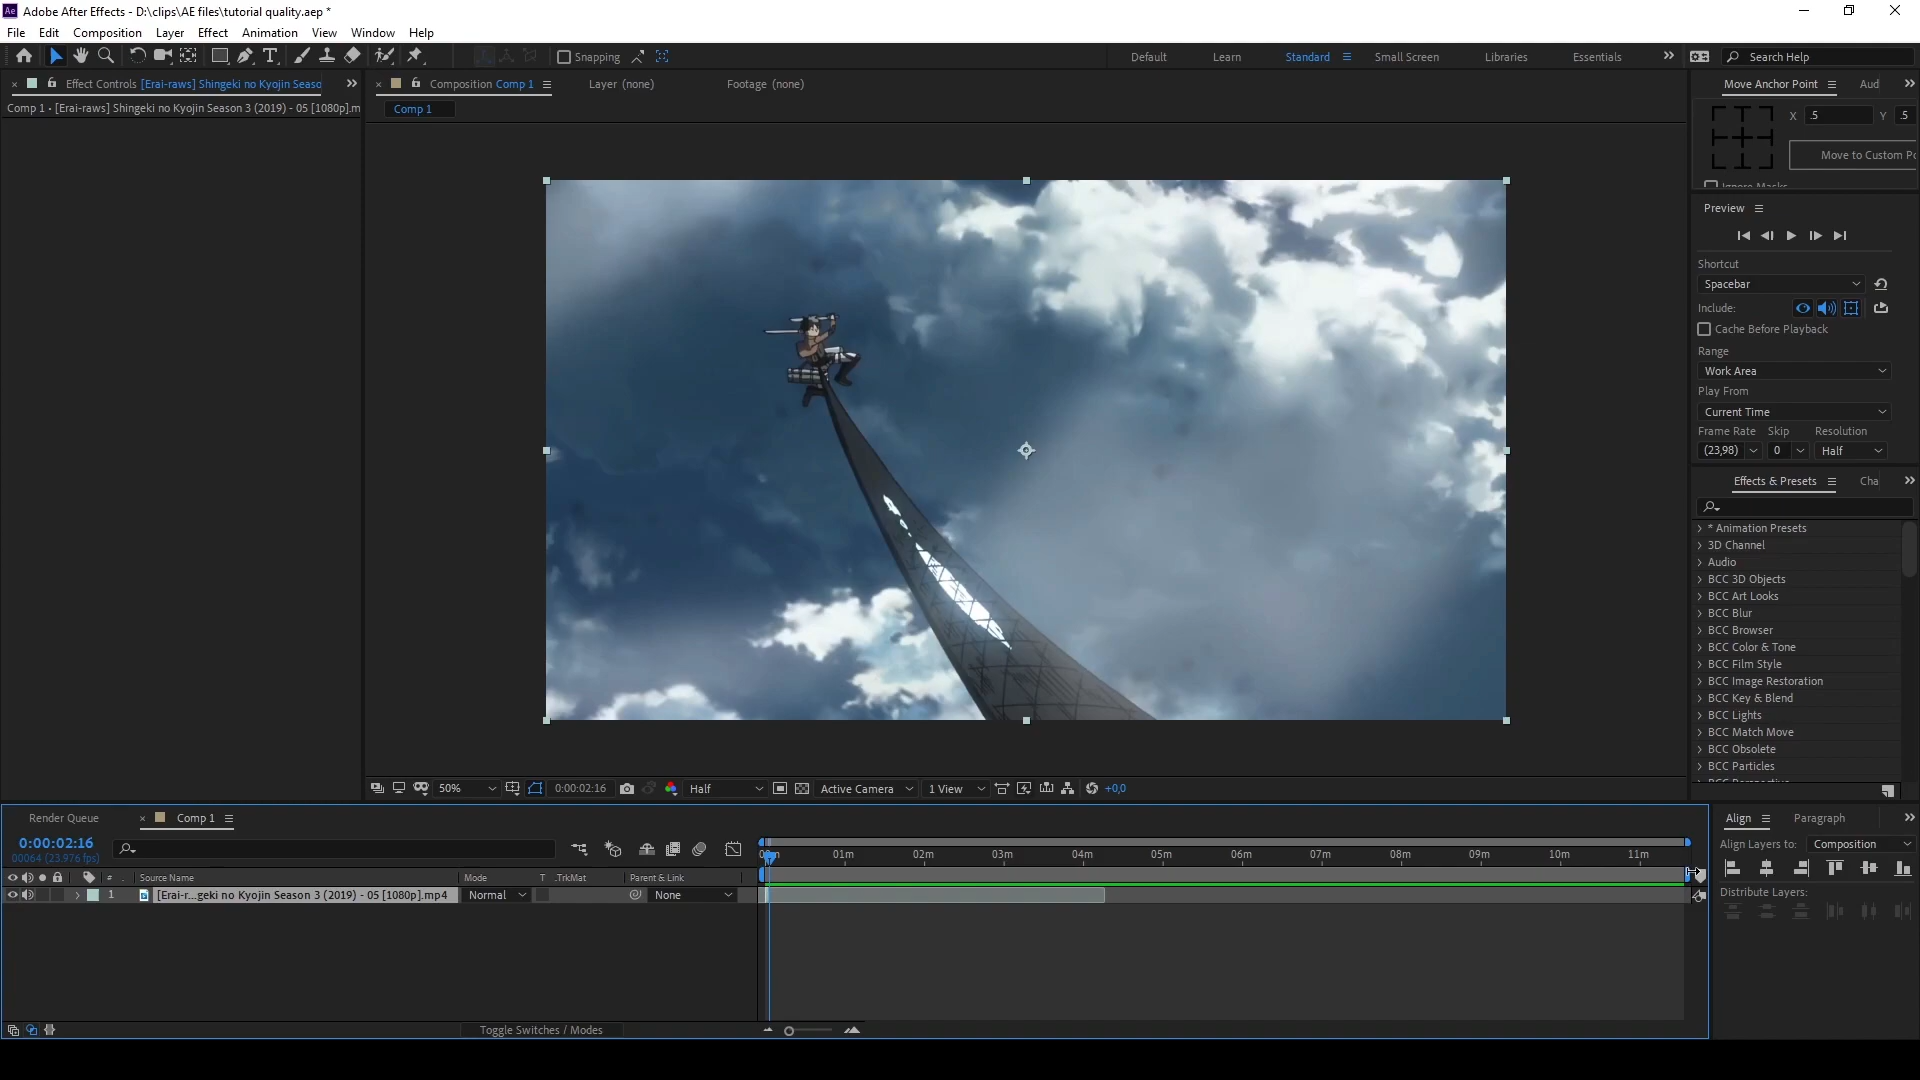 Adobe After Effects - D:\clips\AE files\tutorial quality.aep *
File Edit Composition Layer Effect Animation View Window Help
Snapping
Default Learn Standard Small Screen Libraries Essentials
Search Help
Effect Controls [Erai-raws] Shingeki no Kyojin Seaso
Composition Comp 1 Layer (none) Footage (none)
Move Anchor Point Aud
Comp 1 • [Erai-raws] Shingeki no Kyojin Season 3 (2019) - 05 [1080p].m
Comp 1
X .5 Y .5
Move to Custom Po
Ignore Masks
Preview
Shortcut
Spacebar
Include:
Cache Before Playback
Range
Work Area
Play From
Current Time
Frame Rate Skip Resolution
(23,98) 0 Half
Effects & Presets Cha
* Animation Presets
3D Channel
Audio
BCC 3D Objects
BCC Art Looks
BCC Blur
BCC Browser
BCC Color & Tone
BCC Film Style
BCC Image Restoration
BCC Key & Blend
BCC Lights
BCC Match Move
BCC Obsolete
BCC Particles
50% 0:00:02:16 Half Active Camera 1 View +0,0
Render Queue Comp 1
Align Paragraph
0:00:02:16
00064 (23.976 fps)
01m 02m 03m 04m 05m 06m 07m 08m 09m 10m 11m
Align Layers to: Composition
# Source Name Mode T .TrkMat Parent & Link
1 [Erai-r...geki no Kyojin Season 3 (2019) - 05 [1080p].mp4 Normal None
Distribute Layers:
Toggle Switches / Modes